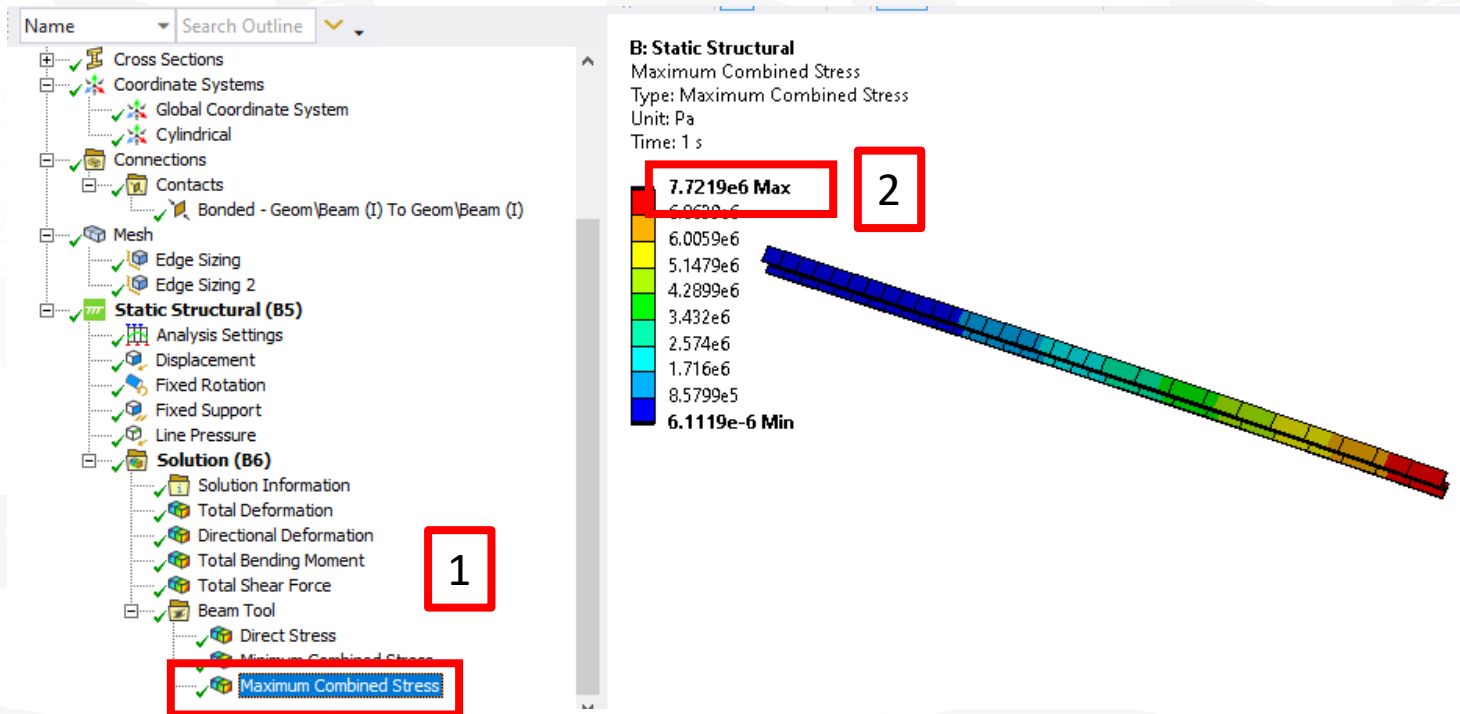 Name
Search Outline
Cross Sections
Coordinate Systems
Global Coordinate System
Cylindrical
Connections
Contacts
Bonded - Geom\Beam (I) To Geom\Beam (I)
Mesh
Edge Sizing
Edge Sizing 2
Static Structural (B5)
Analysis Settings
Displacement
Fixed Rotation
Fixed Support
Line Pressure
Solution (B6)
Solution Information
Total Deformation
Directional Deformation
Total Bending Moment
Total Shear Force
Beam Tool
Direct Stress
Minimum Combined Stress
Maximum Combined Stress
1
B: Static Structural
Maximum Combined Stress
Type: Maximum Combined Stress
Unit: Pa
Time: 1 s
7.7219e6 Max
6.0059e6
5.1479e6
4.2899e6
3.432e6
2.574e6
1.716e6
8.5799e5
6.1119e-6 Min
2